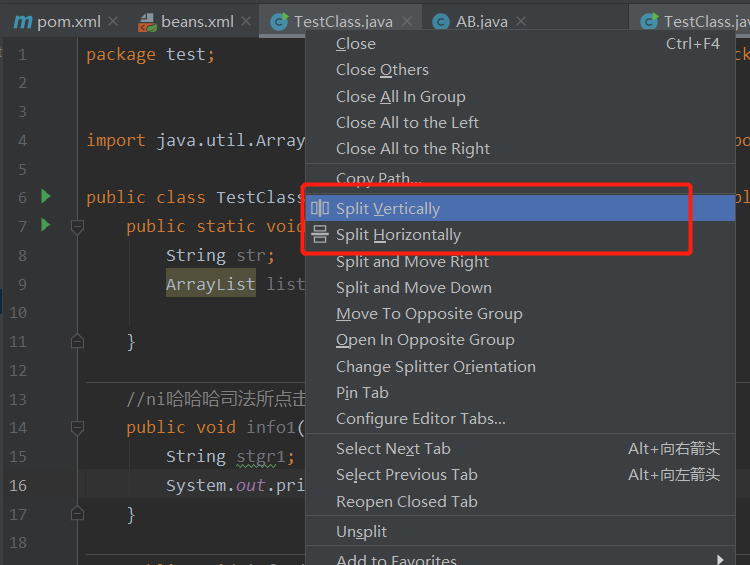 pom.xml beans.xml TestClass.java AB.java TestClass.jav
1 package test;
2
3
4 import java.util.Array
5
6 public class TestClass
7 public static void
8 String str;
9 ArrayList list
10
11 }
12
13 //ni哈哈哈司法所点击
14 public void info1(
15 String stgr1;
16 System.out.pri
17 }
18
Close Ctrl+F4
Close Others
Close All In Group
Close All to the Left
Close All to the Right
Copy Path...
Split Vertically
Split Horizontally
Split and Move Right
Split and Move Down
Move To Opposite Group
Open In Opposite Group
Change Splitter Orientation
Pin Tab
Configure Editor Tabs...
Select Next Tab Alt+向右箭头
Select Previous Tab Alt+向左箭头
Reopen Closed Tab
Unsplit
Add to Favorites